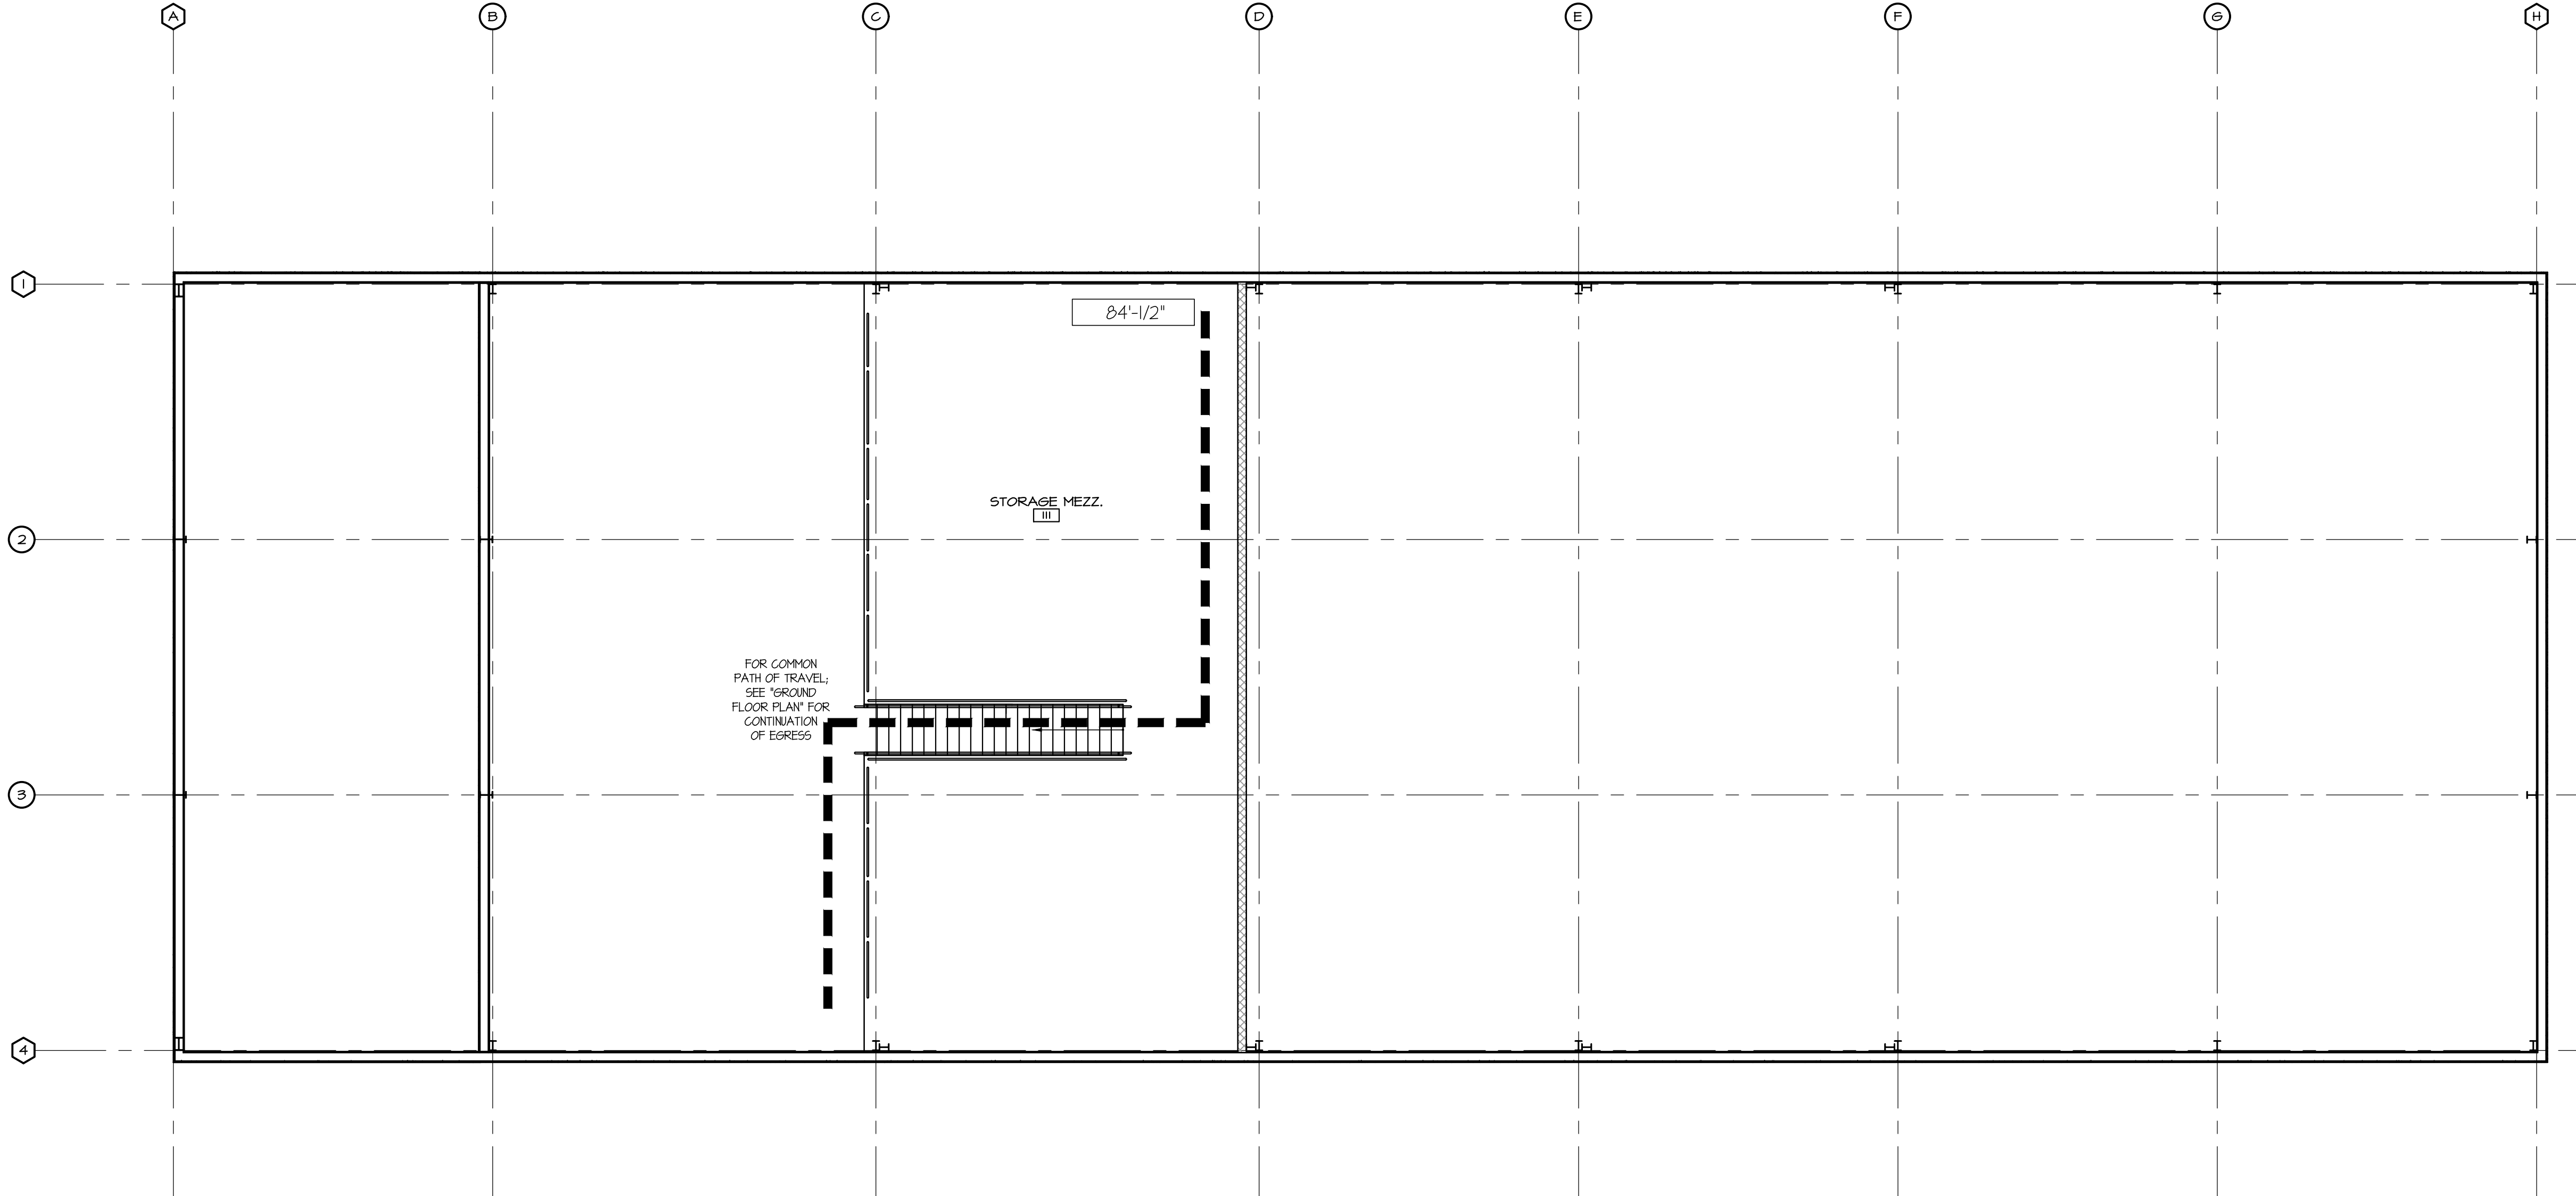 A B C D E F G H
1
84'-1/2"
STORAGE MEZZ.
111
2
FOR COMMON
PATH OF TRAVEL;
SEE "GROUND
FLOOR PLAN" FOR
CONTINUATION
OF EGRESS
3
4